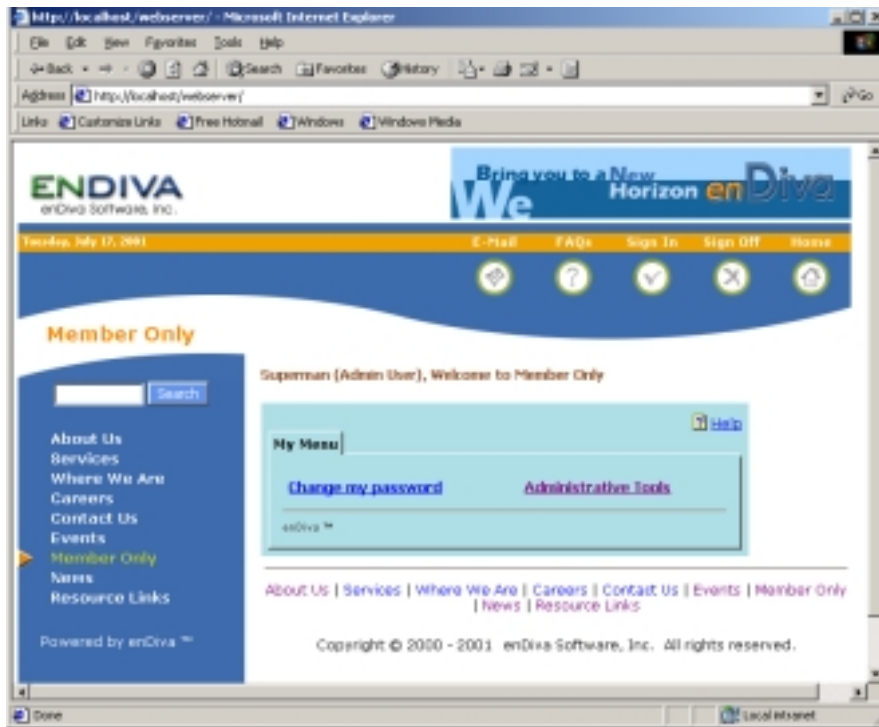 http://localhost/webserver/ - Microsoft Internet Explorer
File Edit View Favorites Tools Help
Back Search Favorites History
Address http://localhost/webserver/ Go
Links Customize Links Free Hotmail Windows Windows Media
ENDIVA
enDiva Software, Inc.
Bring you to a New
We Horizon enDiva
Tuesday, July 17, 2001 E-Mail FAQs Sign In Sign Off Home
Member Only
Search
Superman (Admin User), Welcome to Member Only
Help
My Menu
Change my password Administrative Tools
enDiva ™
About Us
Services
Where We Are
Careers
Contact Us
Events
Member Only
News
Resource Links
Powered by enDiva ™
About Us | Services | Where We Are | Careers | Contact Us | Events | Member Only
| News | Resource Links
Copyright © 2000 - 2001 enDiva Software, Inc. All rights reserved.
Done Local intranet